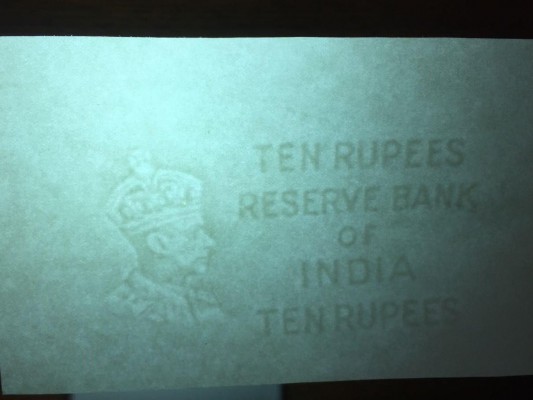 TEN RUPEES
RESERVE BANK
OF
INDIA
TEN RUPEES